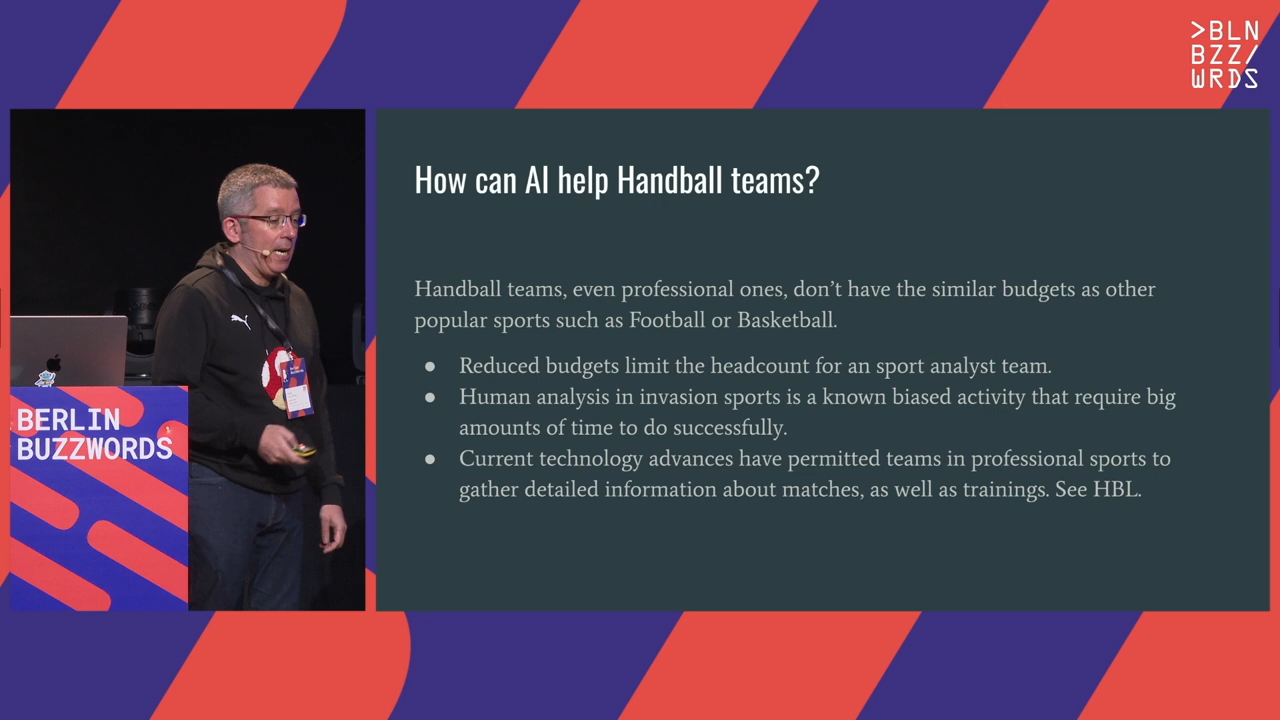 >BLN
BZZ/
WRDS
How can AI help Handball teams?
Handball teams, even professional ones, don’t have the similar budgets as other
popular sports such as Football or Basketball.
● Reduced budgets limit the headcount for an sport analyst team.
● Human analysis in invasion sports is a known biased activity that require big
amounts of time to do successfully.
● Current technology advances have permitted teams in professional sports to
gather detailed information about matches, as well as trainings. See HBL.
BERLIN
BUZZWORDS